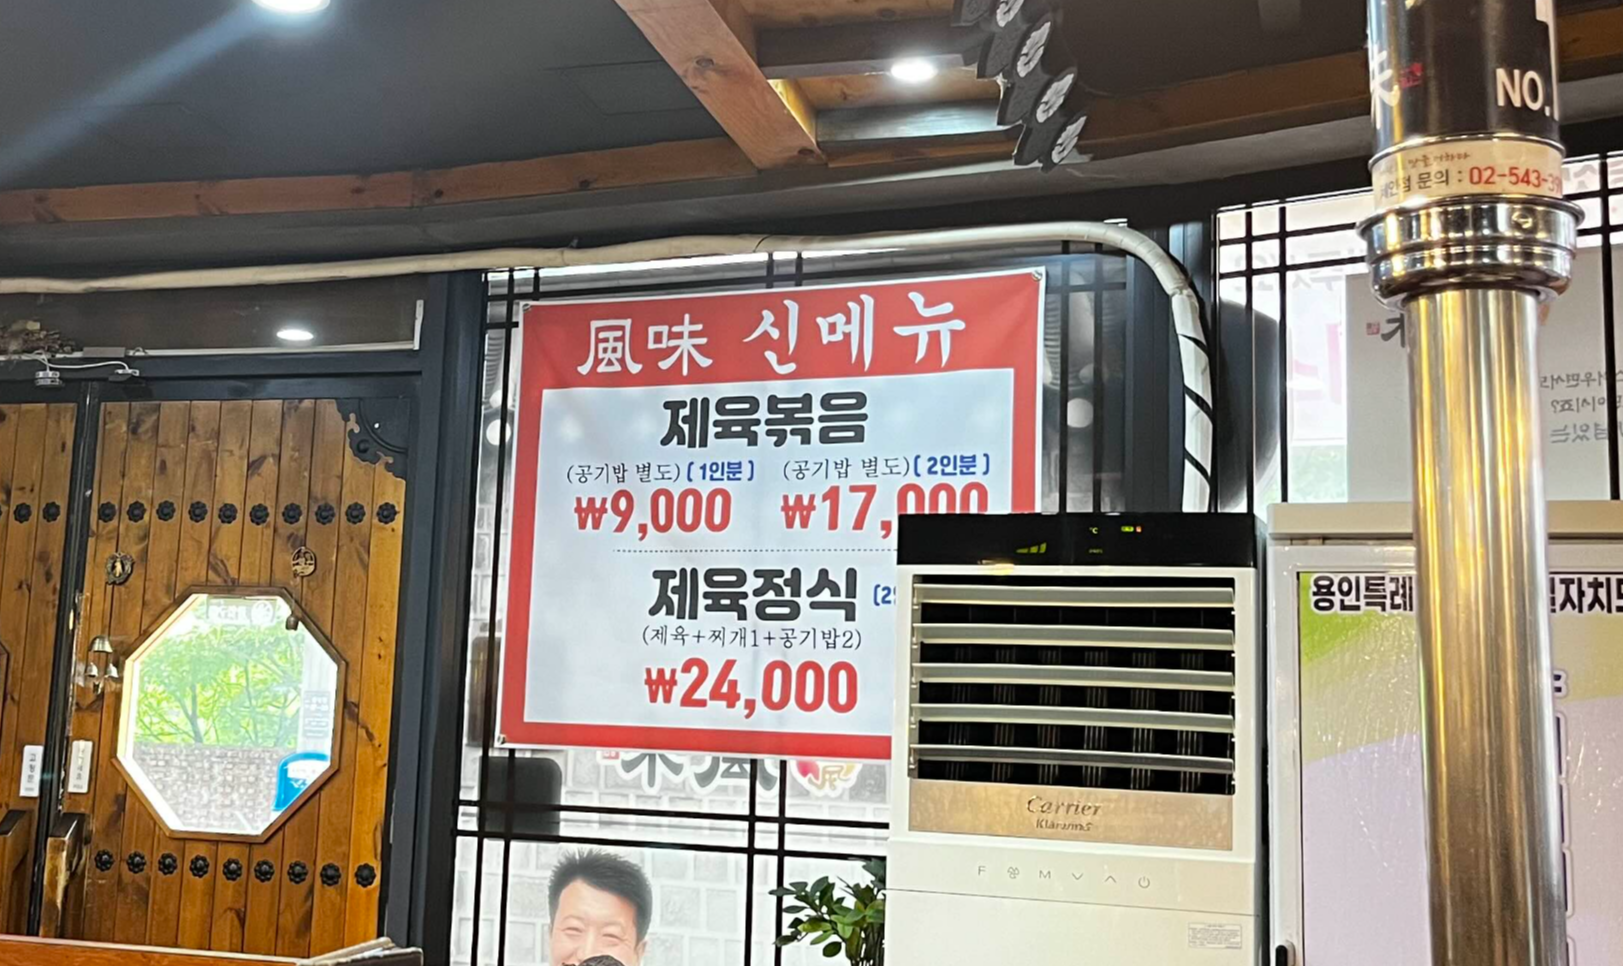 NO.
문의 : 02-543-3
風味 신메뉴
제육볶음
(공기밥 별도) ( 1인분 ) (공기밥 별도) ( 2인분 )
₩9,000 ₩17,000
제육정식
(제육+찌개1+공기밥2)
₩24,000
용인특례
Carrier
Klarums
F M